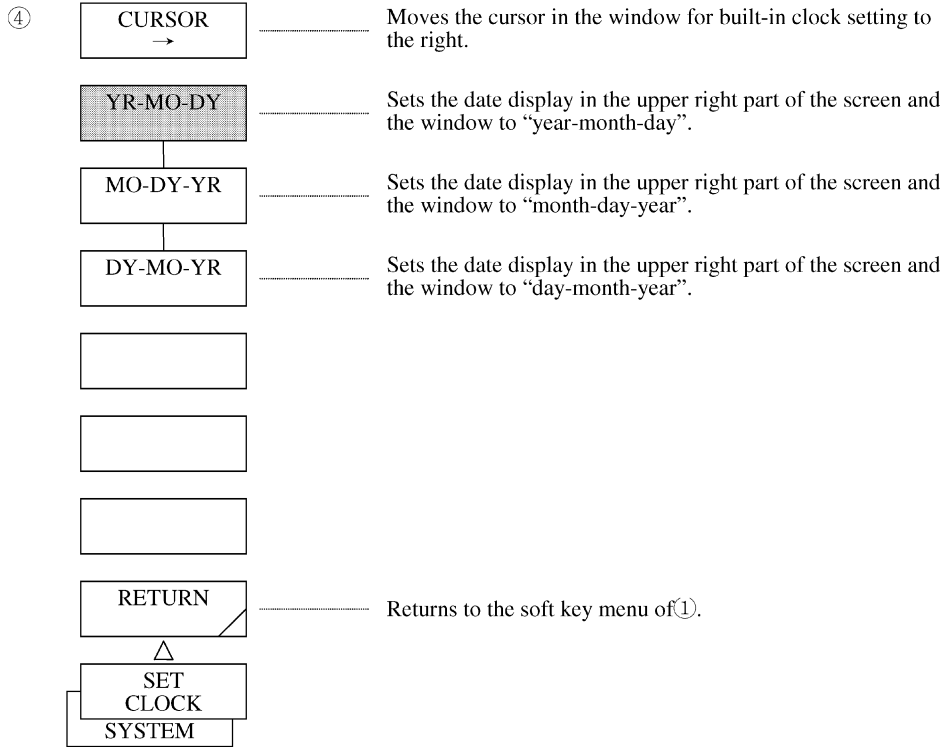 ④
CURSOR
→
Moves the cursor in the window for built-in clock setting to
the right.
YR-MO-DY
Sets the date display in the upper right part of the screen and
the window to “year-month-day”.
MO-DY-YR
Sets the date display in the upper right part of the screen and
the window to “month-day-year”.
DY-MO-YR
Sets the date display in the upper right part of the screen and
the window to “day-month-year”.
RETURN
Returns to the soft key menu of①.
SET
CLOCK
SYSTEM